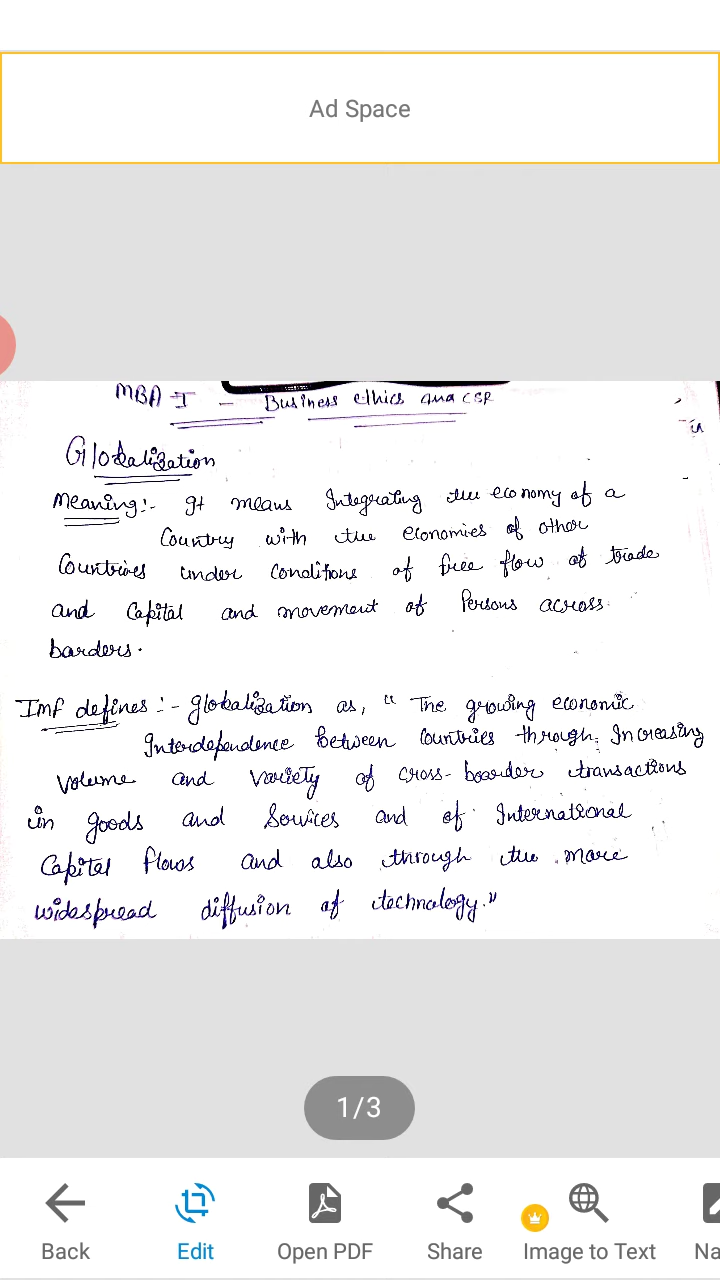 Ad Space
MBA I - Business ethics and CSR
in
Globalization
Meaning:- It means Integrating the economy of a
Country with the economies of other
Countries under Conditions of free flow of trade
and Capital and movement of Persons across
barders.
IMF defines :- globalization as, "The growing economic
Interdependence between Countries through Increasing
Volume and Variety of cross-boarder transactions
in goods and Services and of International
Capital flows and also through the more
widespread diffusion of technology."
1/3
Back Edit Open PDF Share Image to Text Na